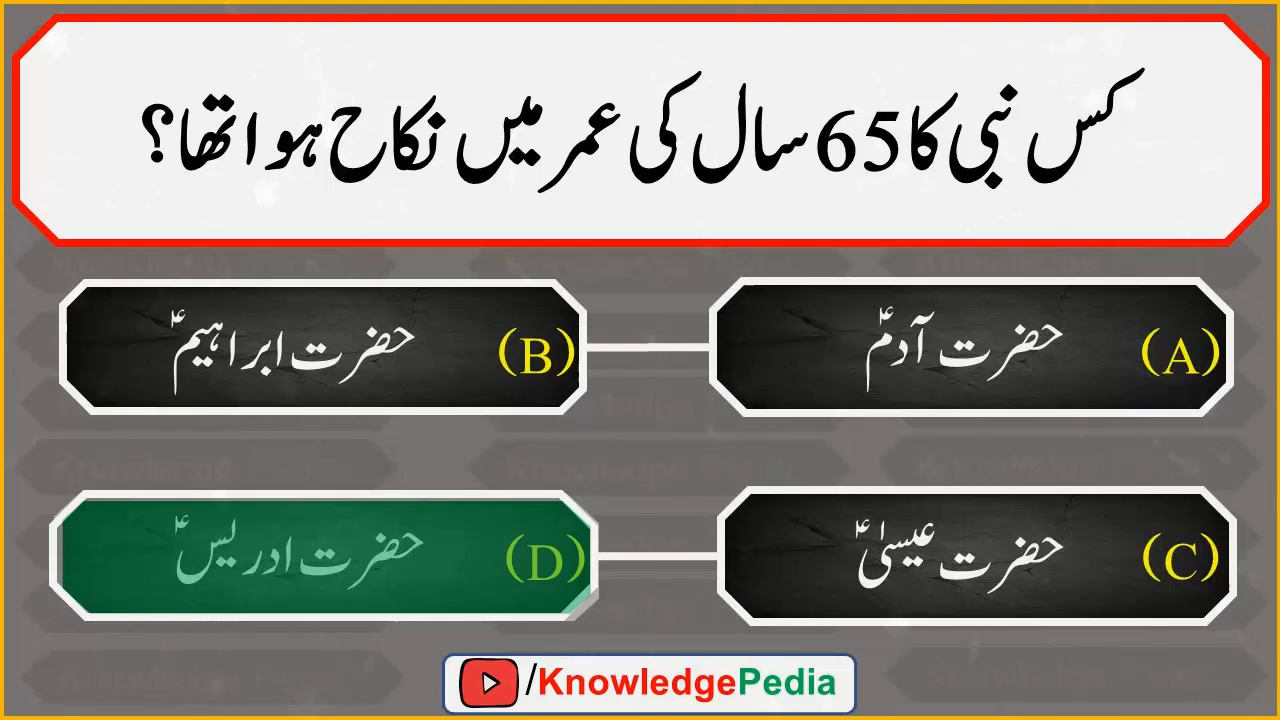 کس نبی کا 65 سال کی عمر میں نکاح ہوا تھا؟
(A) حضرت آدمؑ
(B) حضرت ابراہیمؑ
(C) حضرت عیسیٰؑ
(D) حضرت ادریسؑ
/KnowledgePedia